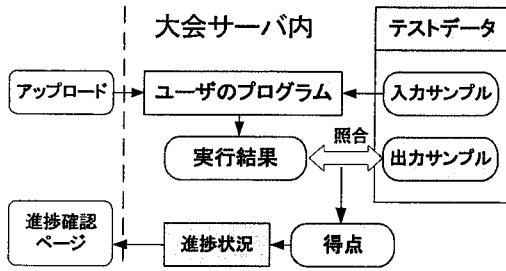 大会サーバ内
テストデータ
アップロード
ユーザのプログラム
入力サンプル
実行結果
照合
出力サンプル
進捗確認
ページ
進捗状況
得点